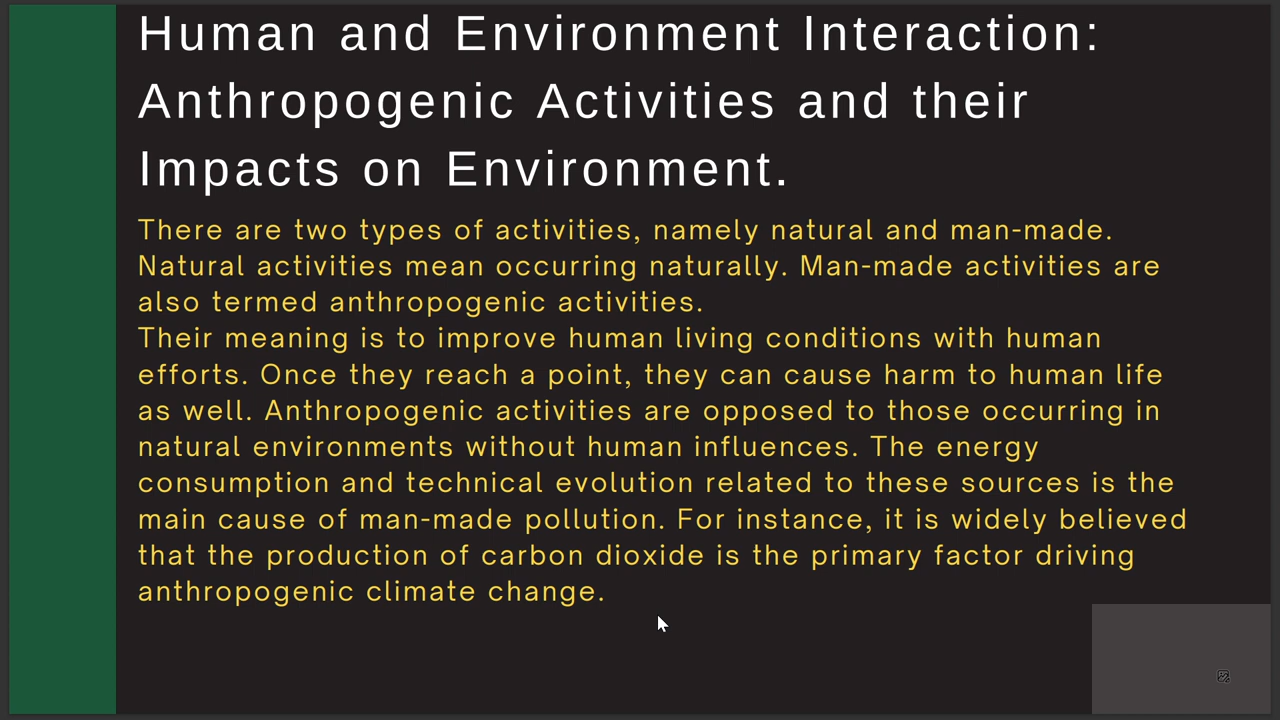 Human and Environment Interaction:
Anthropogenic Activities and their
Impacts on Environment.
There are two types of activities, namely natural and man-made.
Natural activities mean occurring naturally. Man-made activities are
also termed anthropogenic activities.
Their meaning is to improve human living conditions with human
efforts. Once they reach a point, they can cause harm to human life
as well. Anthropogenic activities are opposed to those occurring in
natural environments without human influences. The energy
consumption and technical evolution related to these sources is the
main cause of man-made pollution. For instance, it is widely believed
that the production of carbon dioxide is the primary factor driving
anthropogenic climate change.